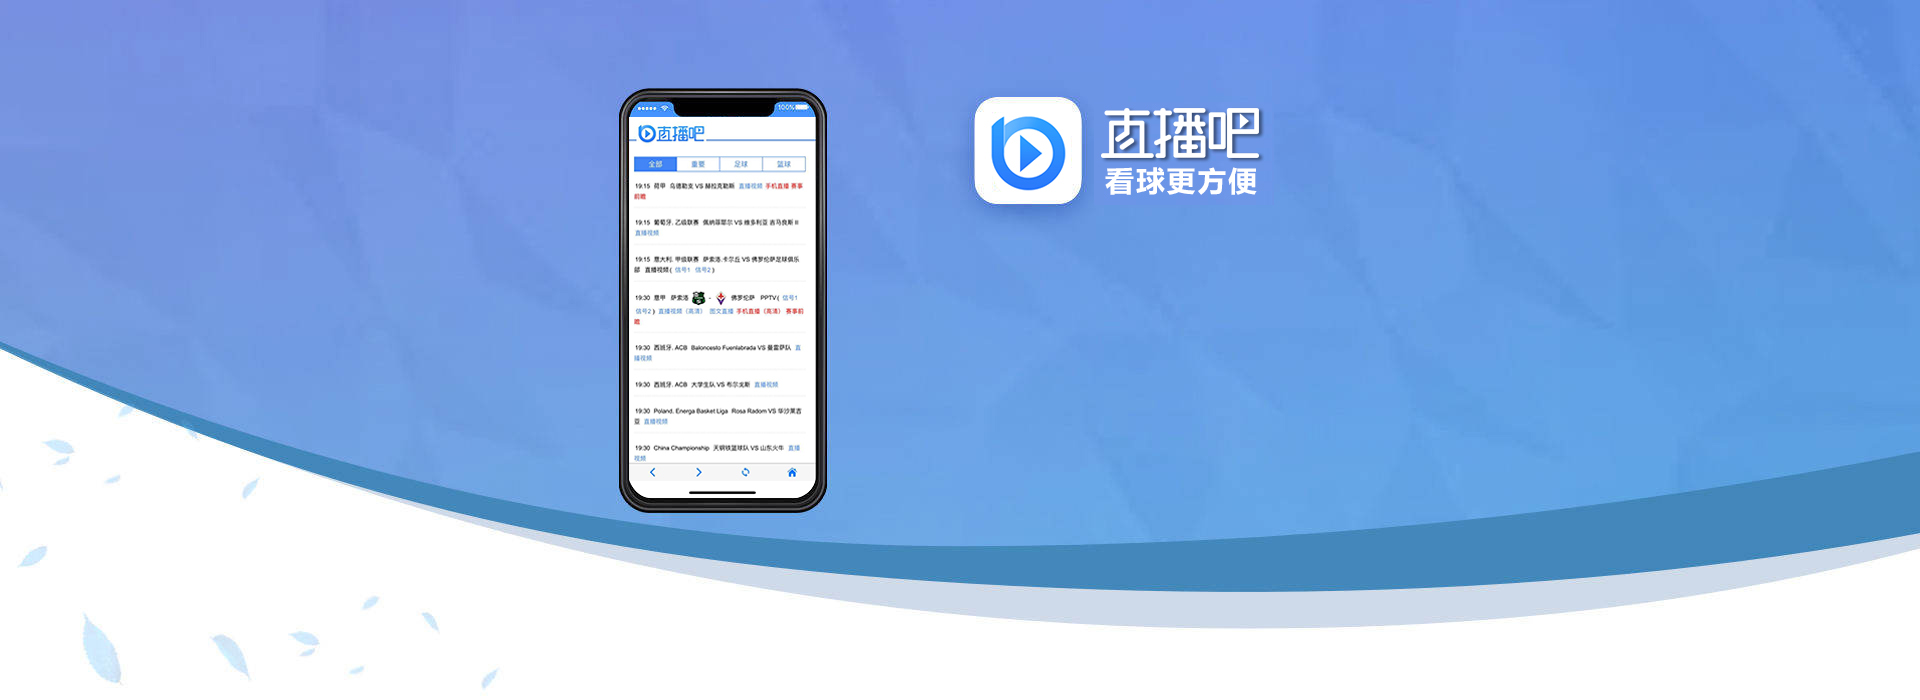 100%
直播吧
全部 重要 足球 篮球
19:15 荷甲 乌德勒支 VS 赫拉克勒斯 直播视频 手机直播 赛事
前瞻
19:15 葡萄牙. 乙级联赛 佩纳菲耶尔 VS 维多利亚 吉马良斯 II
直播视频
19:15 意大利. 甲级联赛 萨索洛.卡尔丘 VS 佛罗伦萨足球俱乐
部 直播视频( 信号1 信号2 )
19:30 意甲 萨索洛 - 佛罗伦萨 PPTV( 信号1
信号2 ) 直播视频（高清） 图文直播 手机直播（高清） 赛事前
瞻
19:30 西班牙. ACB Baloncesto Fuenlabrada VS 曼雷萨队 直
播视频
19:30 西班牙. ACB 大学生队 VS 布尔戈斯 直播视频
19:30 Poland. Energa Basket Liga Rosa Radom VS 华沙莱吉
亚 直播视频
19:30 China Championship 天钢铁篮球队 VS 山东火牛 直播
视频
直播吧
看球更方便